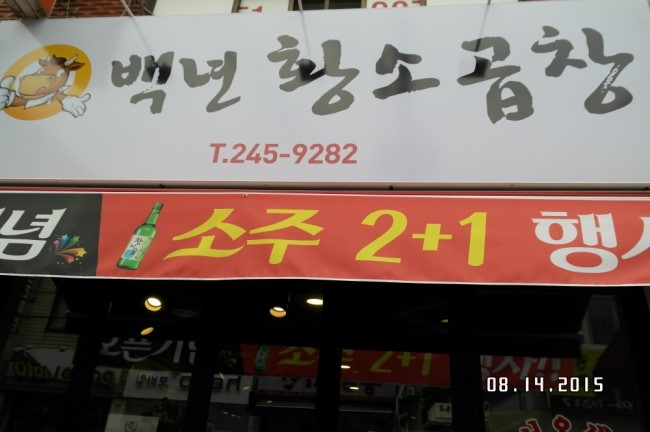 백년 황소곱창
T.245-9282
념 소주 2+1 행사
소주 2+1
08.14.2015